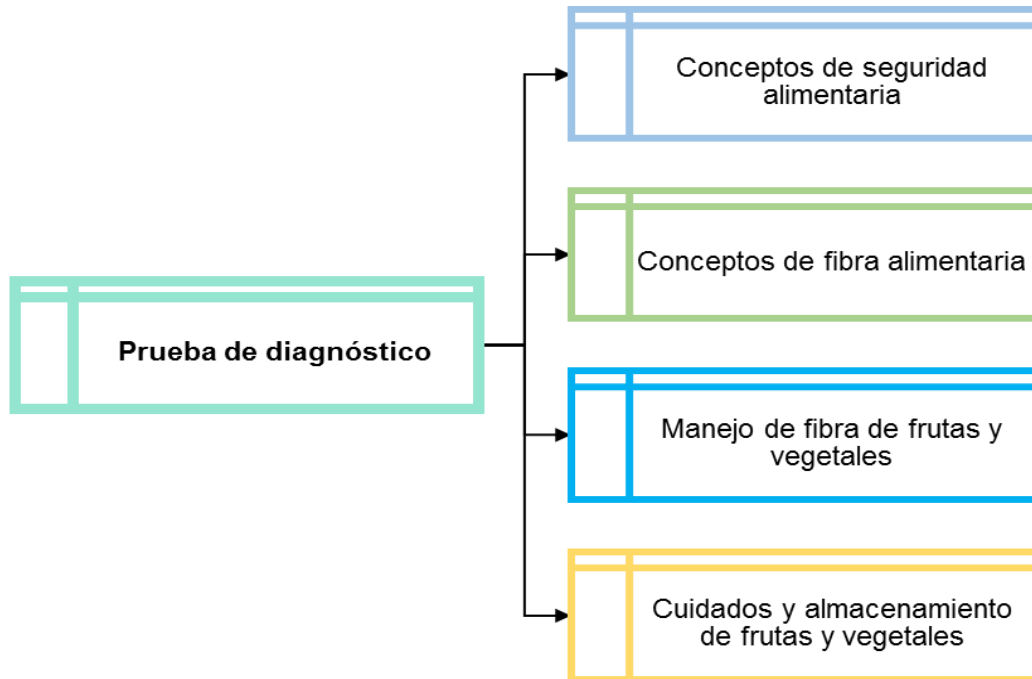 Conceptos de seguridad
alimentaria
Conceptos de fibra alimentaria
Prueba de diagnóstico
Manejo de fibra de frutas y
vegetales
Cuidados y almacenamiento
de frutas y vegetales